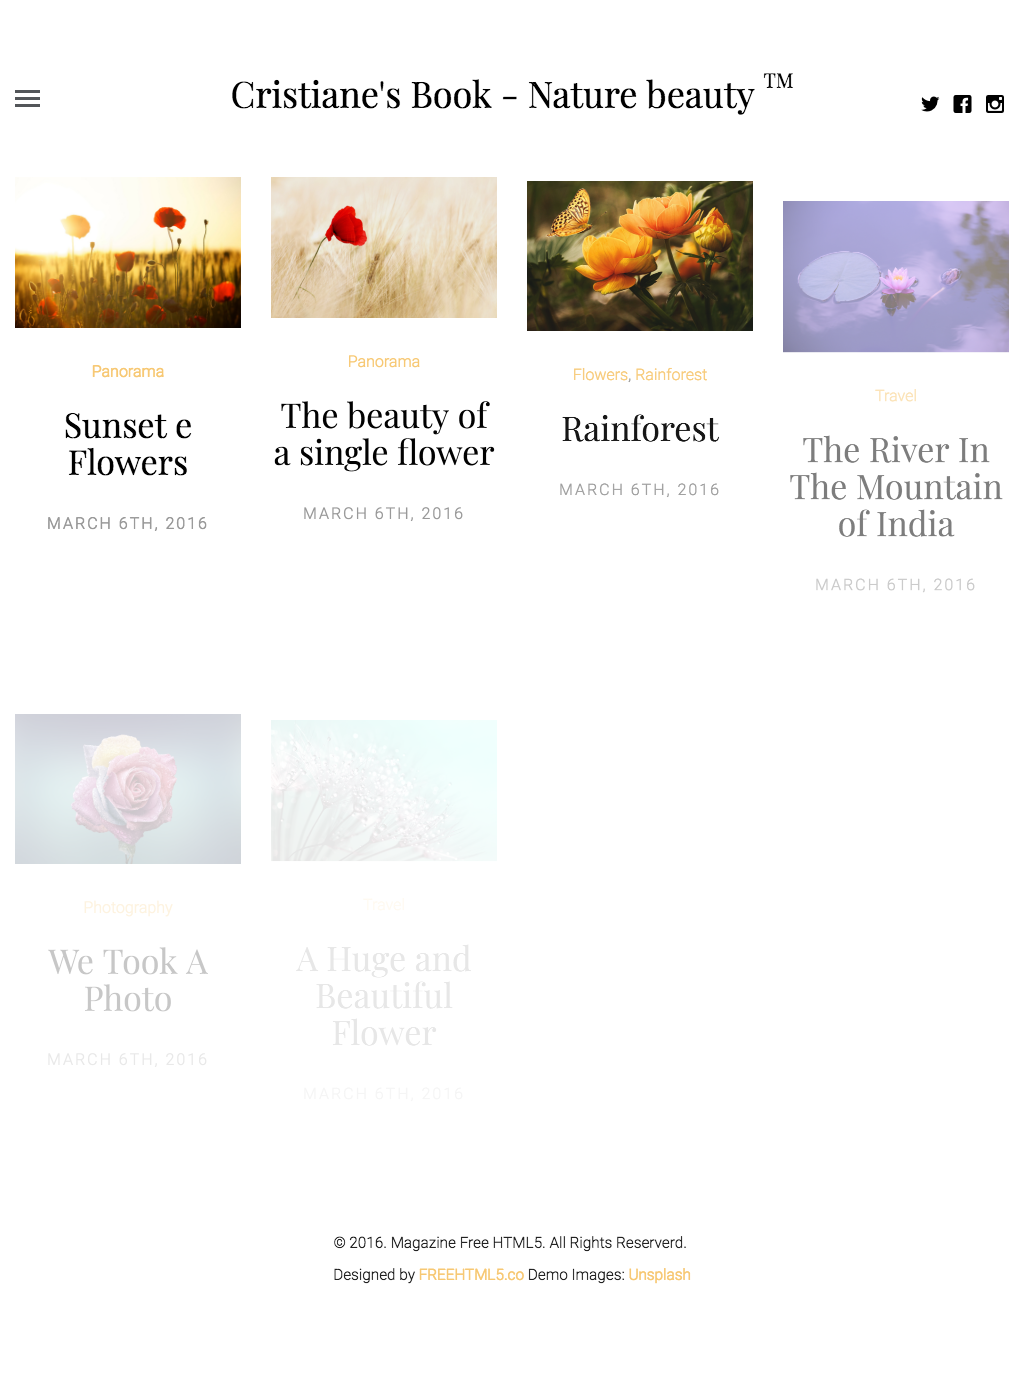 Cristiane's Book - Nature beauty ™
Panorama
Sunset e
Flowers
MARCH 6TH, 2016
Panorama
The beauty of
a single flower
MARCH 6TH, 2016
Flowers, Rainforest
Rainforest
MARCH 6TH, 2016
Travel
The River In
The Mountain
of India
MARCH 6TH, 2016
Photography
We Took A
Photo
MARCH 6TH, 2016
Travel
A Huge and
Beautiful
Flower
MARCH 6TH, 2016
© 2016. Magazine Free HTML5. All Rights Reserverd.
Designed by FREEHTML5.co Demo Images: Unsplash